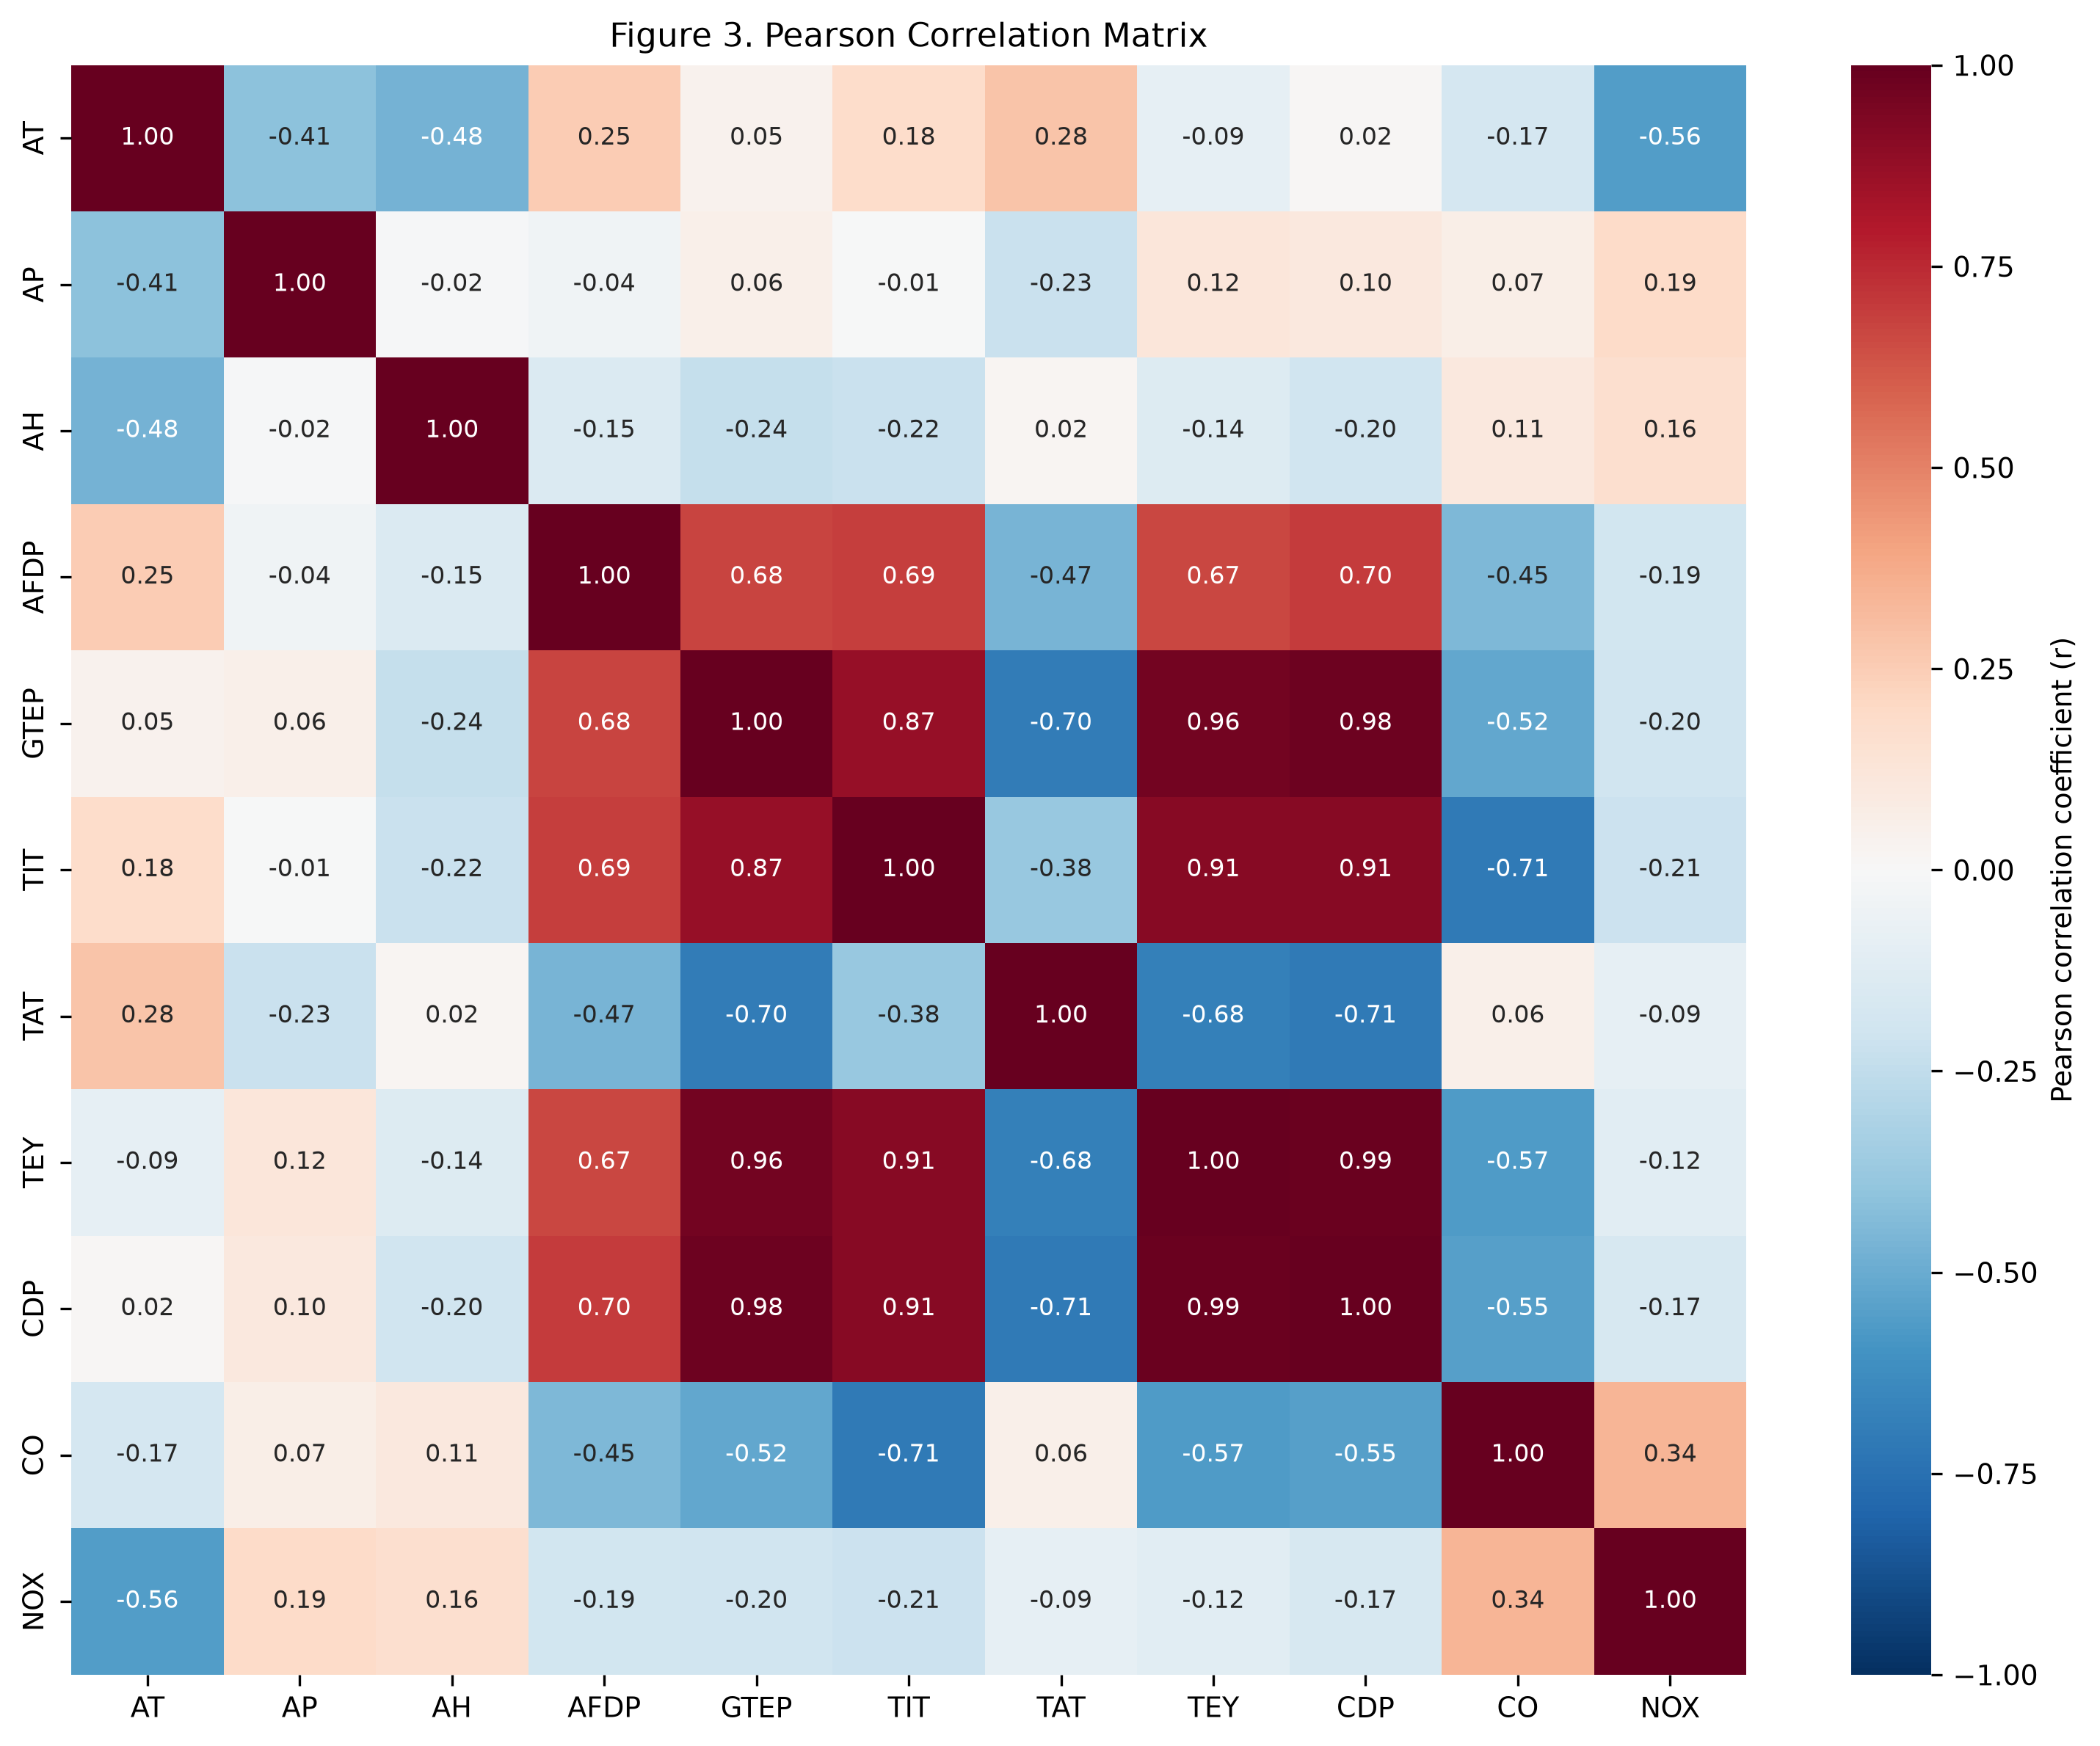 Figure 3. Pearson Correlation Matrix
AT 1.00 -0.41 -0.48 0.25 0.05 0.18 0.28 -0.09 0.02 -0.17 -0.56
AP -0.41 1.00 -0.02 -0.04 0.06 -0.01 -0.23 0.12 0.10 0.07 0.19
AH -0.48 -0.02 1.00 -0.15 -0.24 -0.22 0.02 -0.14 -0.20 0.11 0.16
AFDP 0.25 -0.04 -0.15 1.00 0.68 0.69 -0.47 0.67 0.70 -0.45 -0.19
GTEP 0.05 0.06 -0.24 0.68 1.00 0.87 -0.70 0.96 0.98 -0.52 -0.20
TIT 0.18 -0.01 -0.22 0.69 0.87 1.00 -0.38 0.91 0.91 -0.71 -0.21
TAT 0.28 -0.23 0.02 -0.47 -0.70 -0.38 1.00 -0.68 -0.71 0.06 -0.09
TEY -0.09 0.12 -0.14 0.67 0.96 0.91 -0.68 1.00 0.99 -0.57 -0.12
CDP 0.02 0.10 -0.20 0.70 0.98 0.91 -0.71 0.99 1.00 -0.55 -0.17
CO -0.17 0.07 0.11 -0.45 -0.52 -0.71 0.06 -0.57 -0.55 1.00 0.34
NOX -0.56 0.19 0.16 -0.19 -0.20 -0.21 -0.09 -0.12 -0.17 0.34 1.00
AT AP AH AFDP GTEP TIT TAT TEY CDP CO NOX
1.00
0.75
0.50
0.25
0.00
−0.25
−0.50
−0.75
−1.00
Pearson correlation coefficient (r)